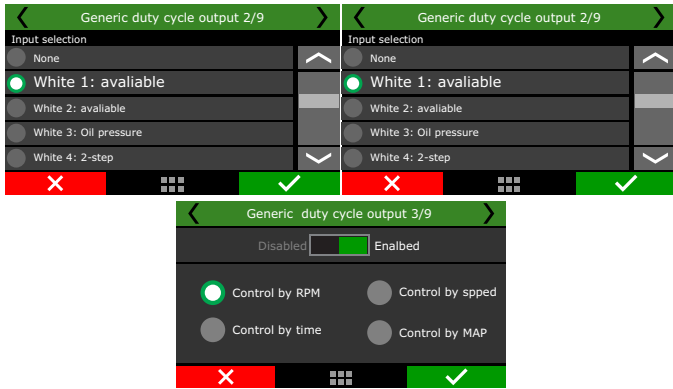 Generic duty cycle output 2/9
Input selection
None
White 1: avaliable
White 2: avaliable
White 3: Oil pressure
White 4: 2-step
Generic duty cycle output 2/9
Input selection
None
White 1: avaliable
White 2: avaliable
White 3: Oil pressure
White 4: 2-step
Generic duty cycle output 3/9
Disabled Enalbed
Control by RPM Control by spped
Control by time Control by MAP